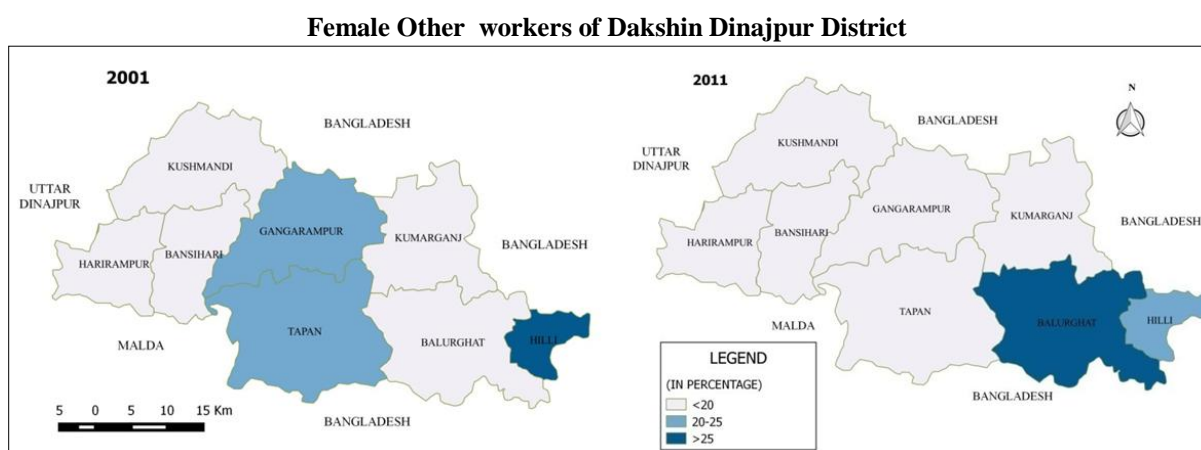 Female Other  workers of Dakshin Dinajpur District
2001
BANGLADESH
KUSHMANDI
UTTAR
DINAJPUR
GANGARAMPUR
KUMARGANJ
BANGLADESH
HARIRAMPUR
BANSIHARI
TAPAN
MALDA
BALURGHAT
HILLI
BANGLADESH
5 0 5 10 15 Km
2011
N
BANGLADESH
KUSHMANDI
UTTAR
DINAJPUR
GANGARAMPUR
KUMARGANJ
BANGLADESH
HARIRAMPUR
BANSIHARI
TAPAN
MALDA
BALURGHAT
HILLI
BANGLADESH
LEGEND
(IN PERCENTAGE)
<20
20-25
>25